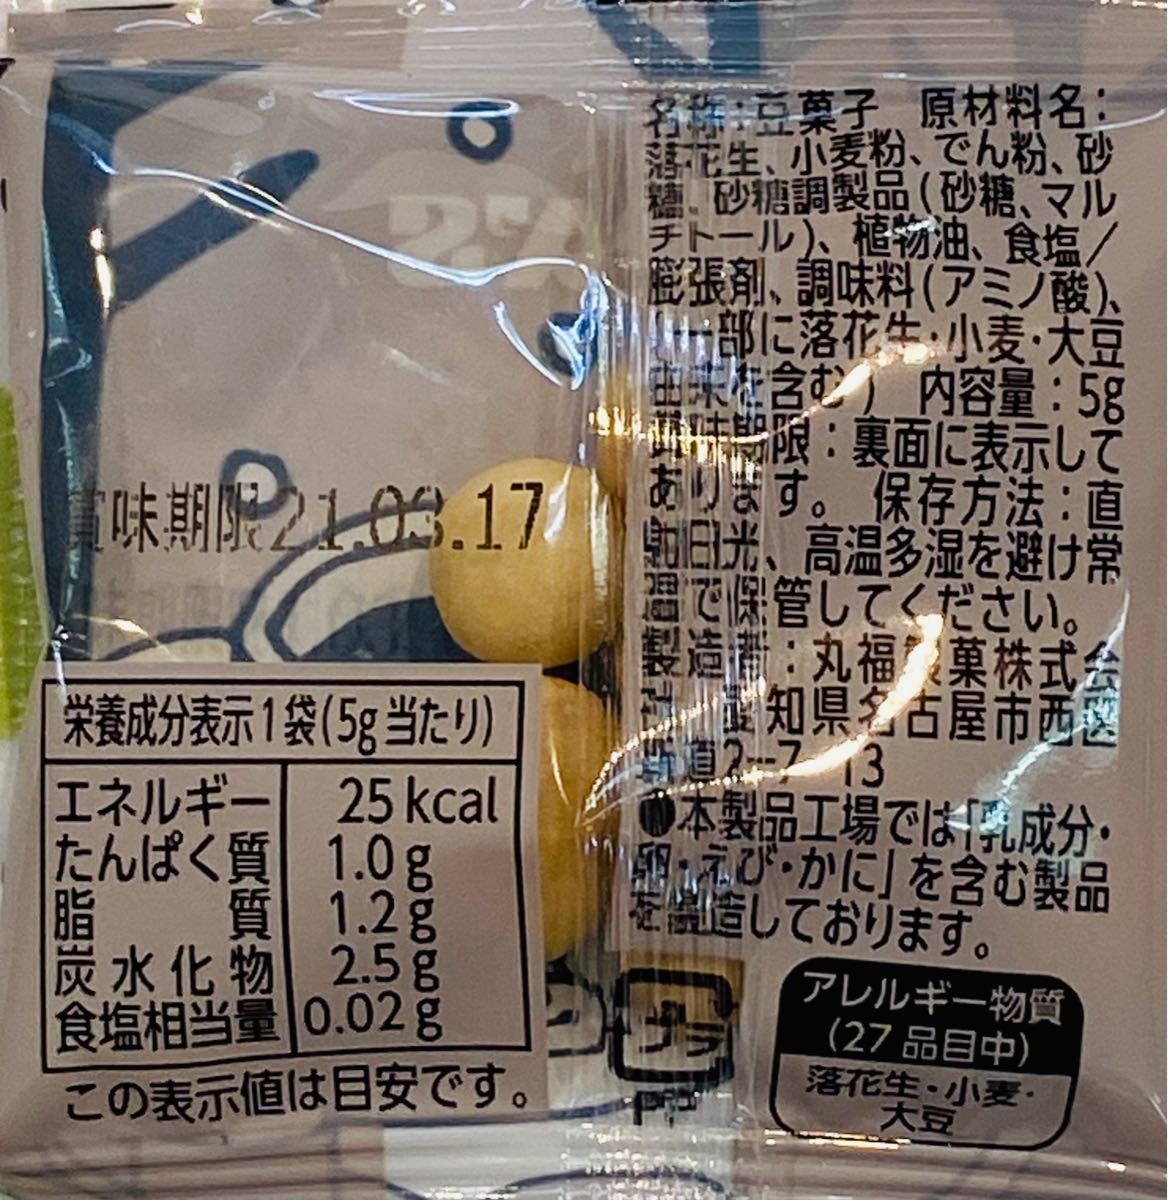 名称:豆菓子 原材料名:
落花生、小麦粉、でん粉、砂
糖、砂糖調製品(砂糖、マル
チトール)、植物油、食塩/
膨張剤、調味料(アミノ酸)、
(一部に落花生・小麦・大豆
由来を含む) 内容量:5g
賞味期限:裏面に表示して
あります。 保存方法:直
射日光、高温多湿を避け常
温で保管してください。
製造者:丸福製菓株式会
社 愛知県名古屋市西区
2-7-13
●本製品工場では「乳成分・
卵・えび・かに」を含む製品
を製造しております。
賞味期限21.03.17
栄養成分表示1袋(5g当たり)
エネルギー 25kcal
たんぱく質 1.0g
脂質 1.2g
炭水化物 2.5g
食塩相当量 0.02g
この表示値は目安です。
プラ
アレルギー物質
(27品目中)
落花生・小麦・
大豆